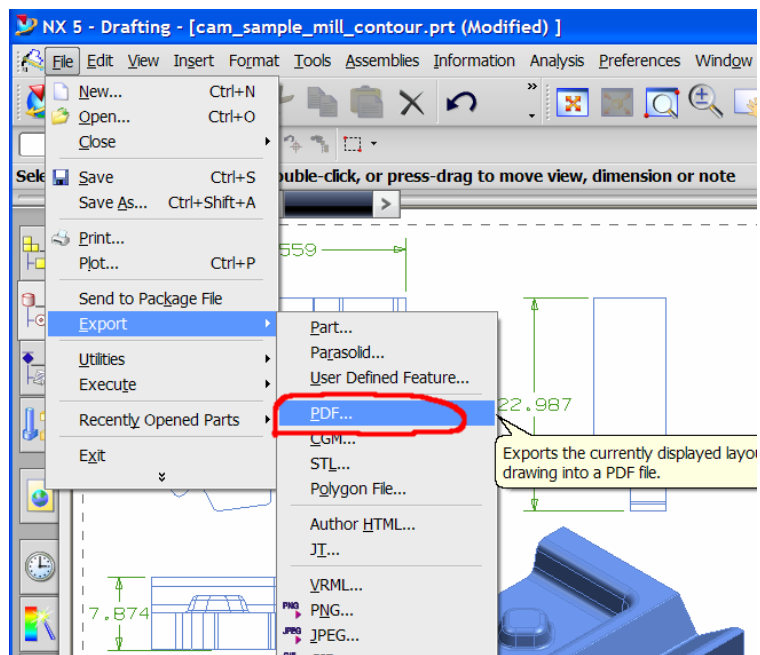 NX 5 - Drafting - [cam_sample_mill_contour.prt (Modified) ]
File Edit View Insert Format Tools Assemblies Information Analysis Preferences Window
New... Ctrl+N
Open... Ctrl+O
Close
Sele
Save Ctrl+S
uble-click, or press-drag to move view, dimension or note
Save As... Ctrl+Shift+A
Print...
559
Plot... Ctrl+P
Send to Package File
Export
Part...
Parasolid...
Utilities
User Defined Feature...
Execute
22.987
PDF...
Recently Opened Parts
CGM...
Exports the currently displayed layou
drawing into a PDF file.
Exit
STL...
Polygon File...
Author HTML...
JT...
VRML...
7.874
PNG PNG...
JPEG JPEG...